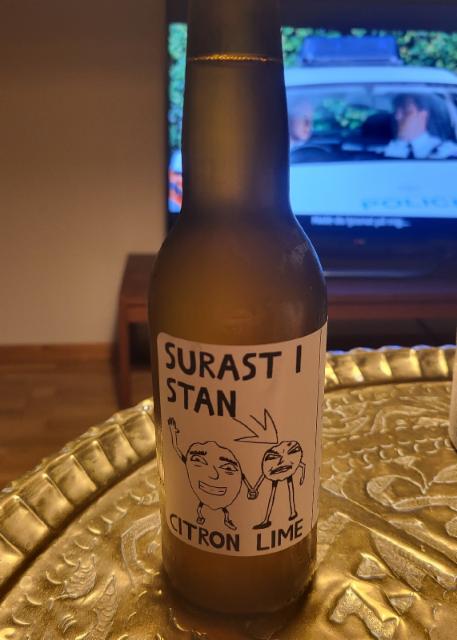 SURAST I
STAN
CITRON LIME
POLICE